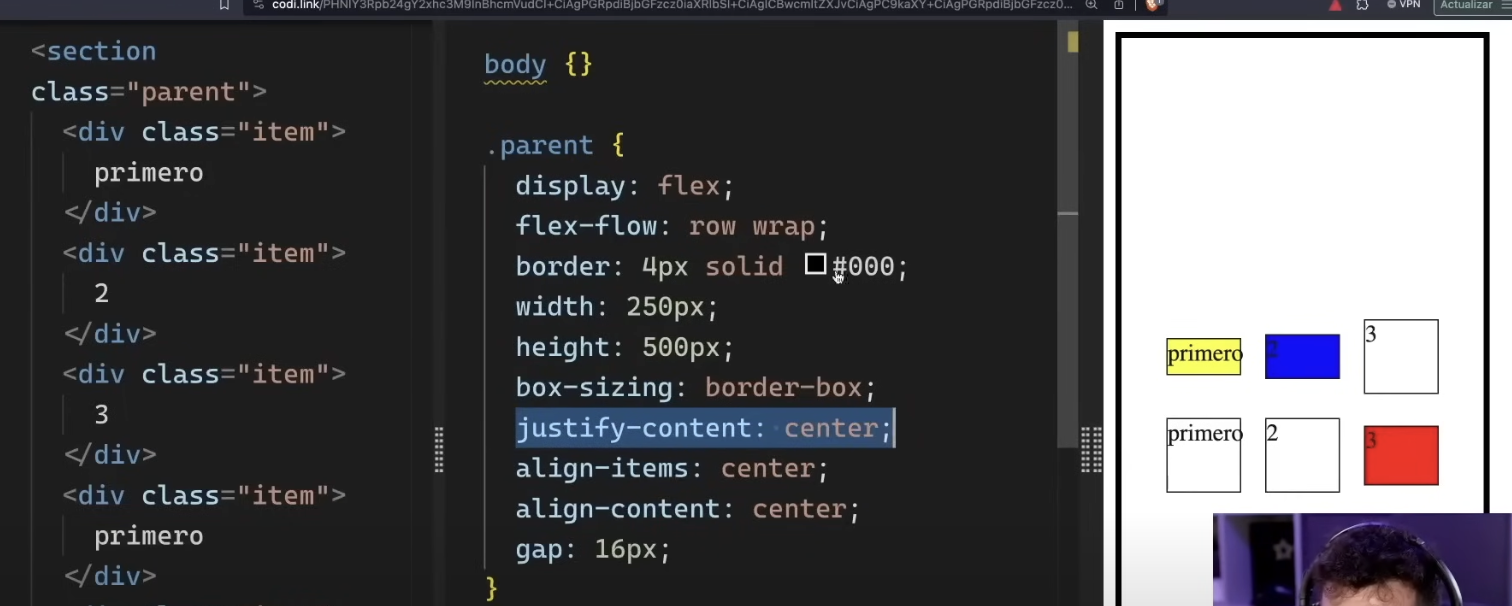 codi.link/PHNlY3Rpb24gY2xhc3M9InBhcmVudCI+CiAgPGRpdiBjbGFzcz0iaXRlbSI+CiAgICBwcmltZXJvCiAgPC9kaXY+CiAgPGRpdiBjbGFzcz0...
VPN
Actualizar
<section
class="parent">
<div class="item">
primero
</div>
<div class="item">
2
</div>
<div class="item">
3
</div>
<div class="item">
primero
</div>
body {}
.parent {
display: flex;
flex-flow: row wrap;
border: 4px solid #000;
width: 250px;
height: 500px;
box-sizing: border-box;
justify-content: center;
align-items: center;
align-content: center;
gap: 16px;
}
primero 2 3
primero 2 3